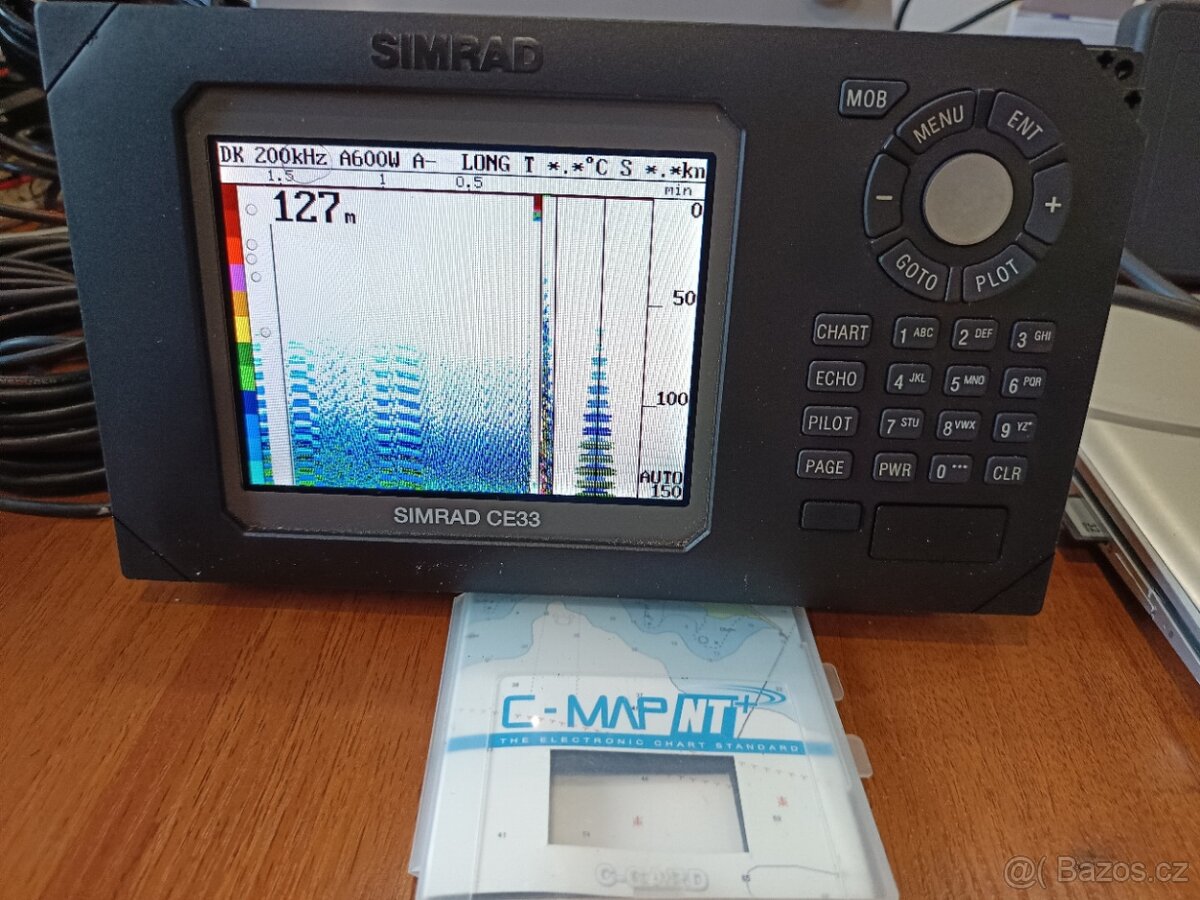 SIMRAD
DK 200kHz A600W A- LONG T *.*°C S *.*kn
1.5 1 0.5 min
127m
0
50
100
AUTO
150
SIMRAD CE33
MOB
MENU
ENT
-
+
GOTO
PLOT
CHART 1 ABC 2 DEF 3 GHI
ECHO 4 JKL 5 MNO 6 PQR
PILOT 7 STU 8 VWX 9 YZ*
PAGE PWR 0 *** CLR
C-MAP NT+
THE ELECTRONIC CHART STANDARD
C-CARD
@( Bazos.cz